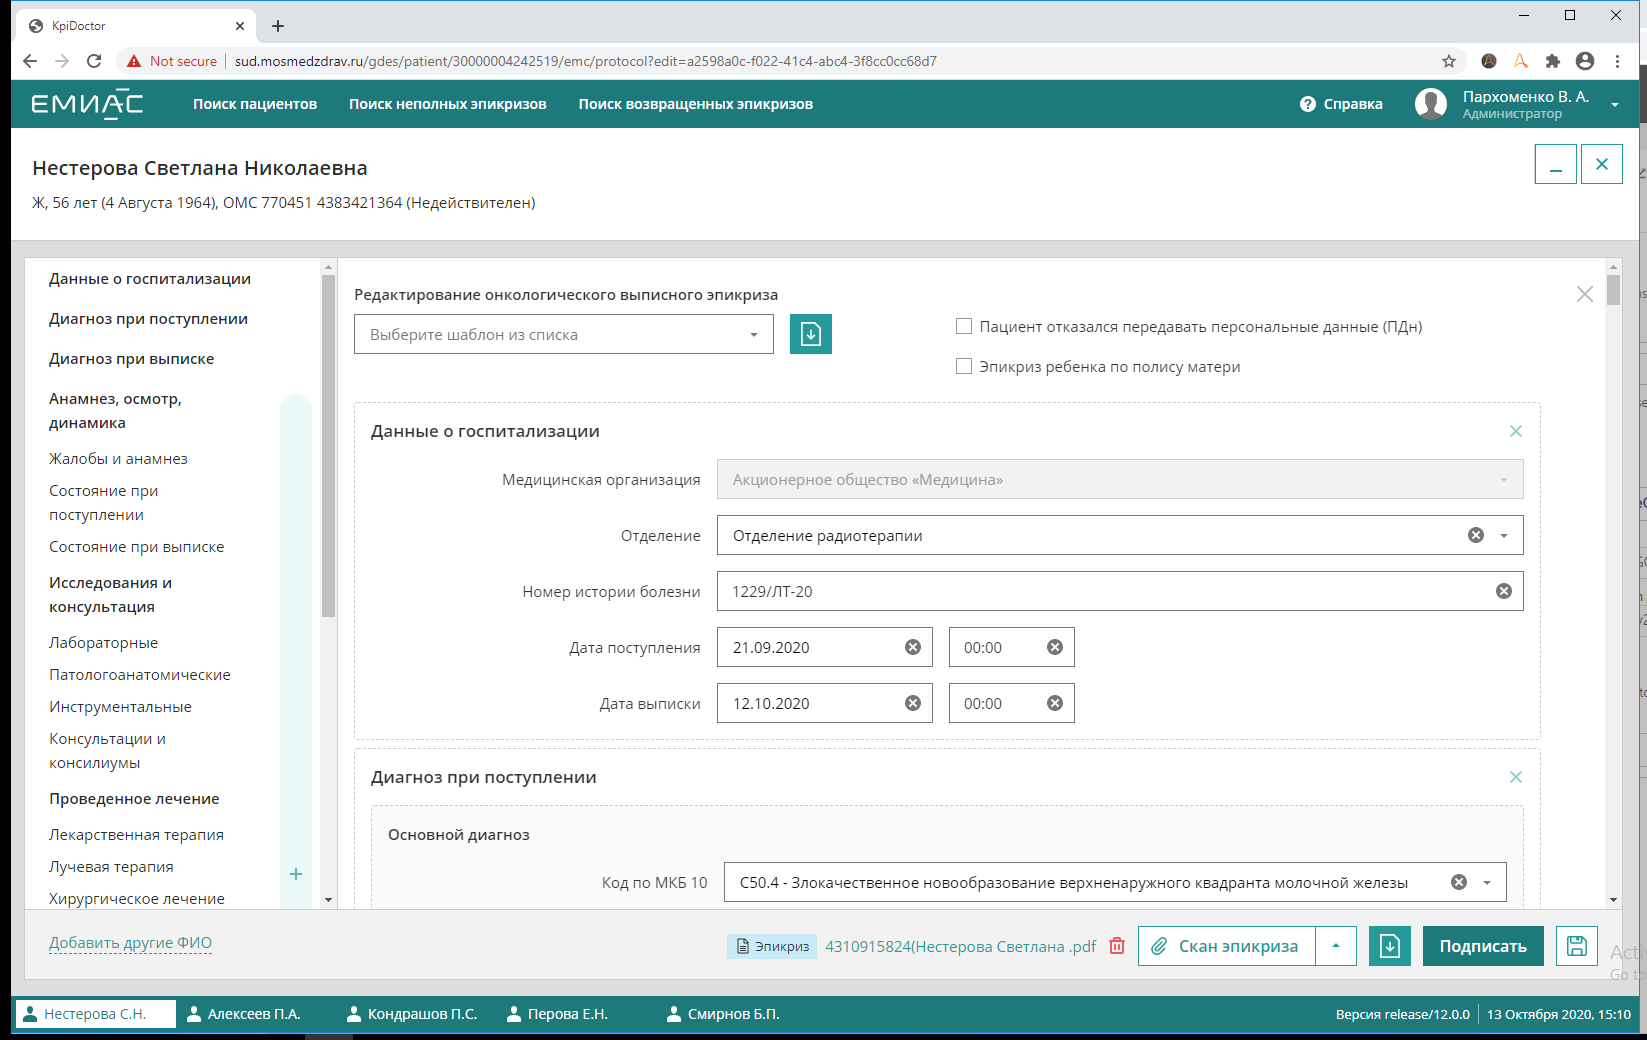 KpiDoctor
Not secure
sud.mosmedzdrav.ru/gdes/patient/30000004242519/emc/protocol?edit=a2598a0c-f022-41c4-abc4-3f8cc0cc68d7
ЕМИАС
Поиск пациентов
Поиск неполных эпикризов
Поиск возвращенных эпикризов
Справка
Пархоменко В. А.
Администратор
Нестерова Светлана Николаевна
Ж, 56 лет (4 Августа 1964), ОМС 770451 4383421364 (Недействителен)
Данные о госпитализации
Диагноз при поступлении
Диагноз при выписке
Анамнез, осмотр,
динамика
Жалобы и анамнез
Состояние при
поступлении
Состояние при выписке
Исследования и
консультация
Лабораторные
Патологоанатомические
Инструментальные
Консультации и
консилиумы
Проведенное лечение
Лекарственная терапия
Лучевая терапия
Хирургическое лечение
Редактирование онкологического выписного эпикриза
Выберите шаблон из списка
Пациент отказался передавать персональные данные (ПДн)
Эпикриз ребенка по полису матери
Данные о госпитализации
Медицинская организация
Акционерное общество «Медицина»
Отделение
Отделение радиотерапии
Номер истории болезни
1229/ЛТ-20
Дата поступления
21.09.2020
00:00
Дата выписки
12.10.2020
00:00
Диагноз при поступлении
Основной диагноз
Код по МКБ 10
C50.4 - Злокачественное новообразование верхненаружного квадранта молочной железы
Добавить другие ФИО
Эпикриз
4310915824(Нестерова Светлана .pdf
Скан эпикриза
Подписать
Нестерова С.Н.
Алексеев П.А.
Кондрашов П.С.
Перова Е.Н.
Смирнов Б.П.
Версия release/12.0.0
13 Октября 2020, 15:10